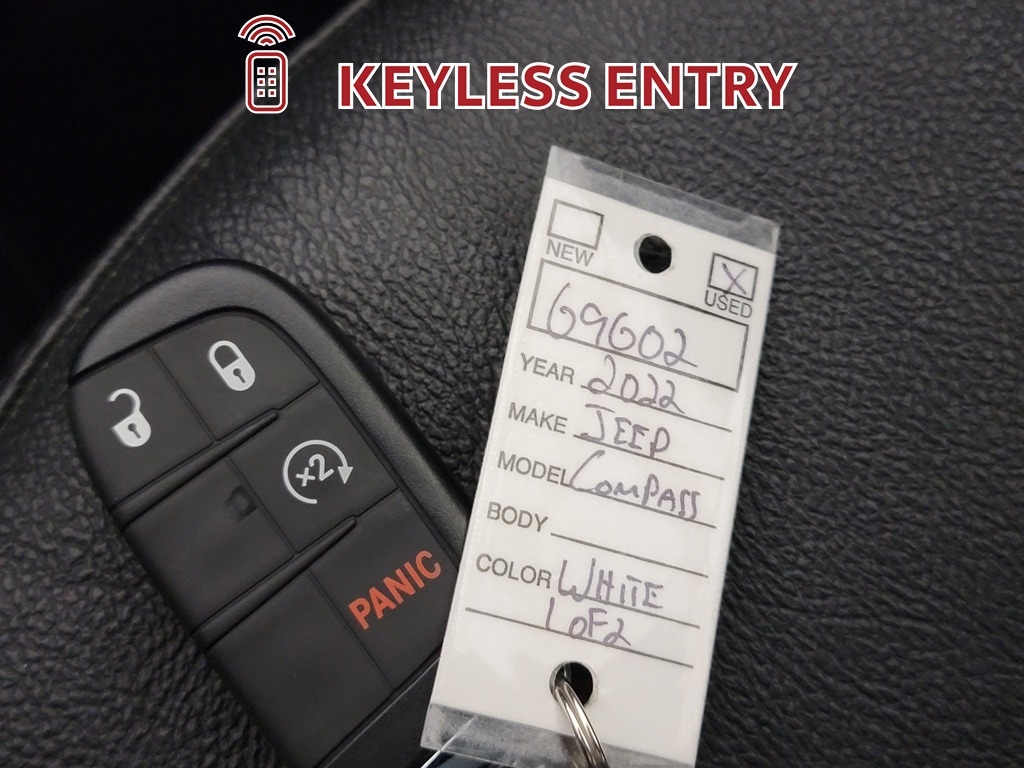 KEYLESS ENTRY
NEW
X
USED
69602
YEAR 2022
MAKE JEEP
MODEL COMPASS
BODY
COLOR WHITE
1 OF 2
x2
PANIC